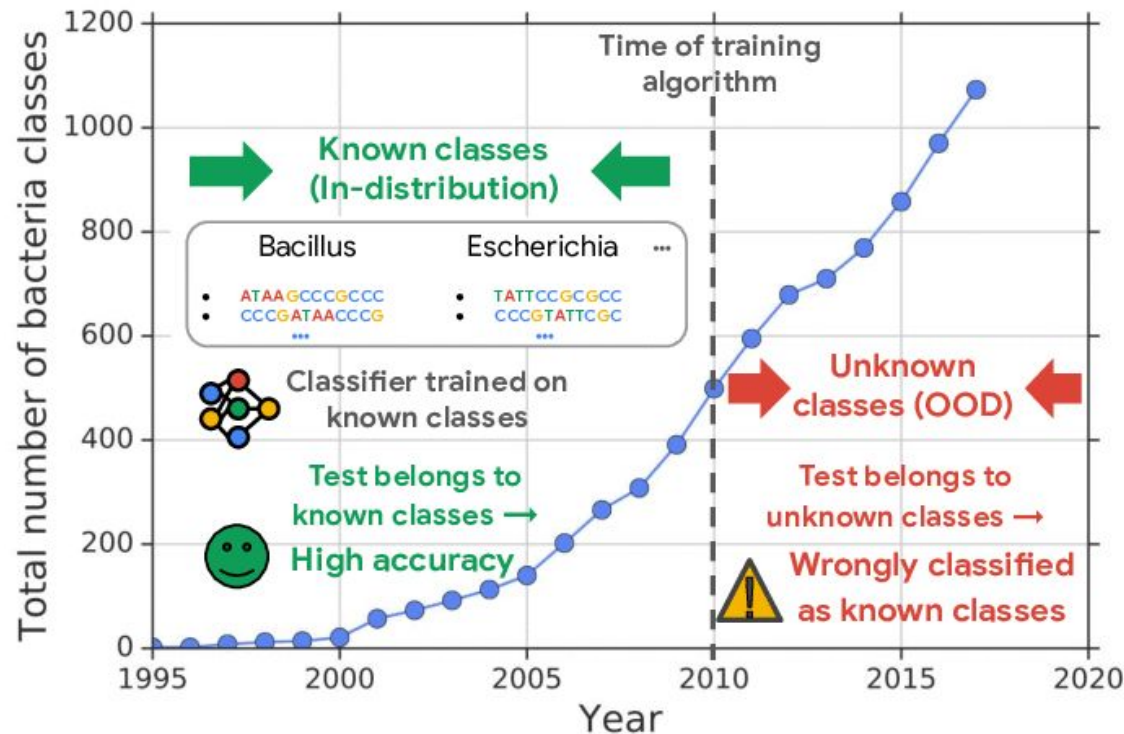 Total number of bacteria classes
1200
1000
800
600
400
200
0
Time of training
algorithm
Known classes
(In-distribution)
Bacillus
Escherichia
•••
• ATAAGCCCGCCC
• CCCGATAACCCG
•••
• TATTCCGCGCC
• CCCGTATTCGC
•••
Classifier trained on
known classes
Test belongs to
known classes →
High accuracy
Unknown
classes (OOD)
Test belongs to
unknown classes →
!
Wrongly classified
as known classes
1995
2000
2005
2010
2015
2020
Year